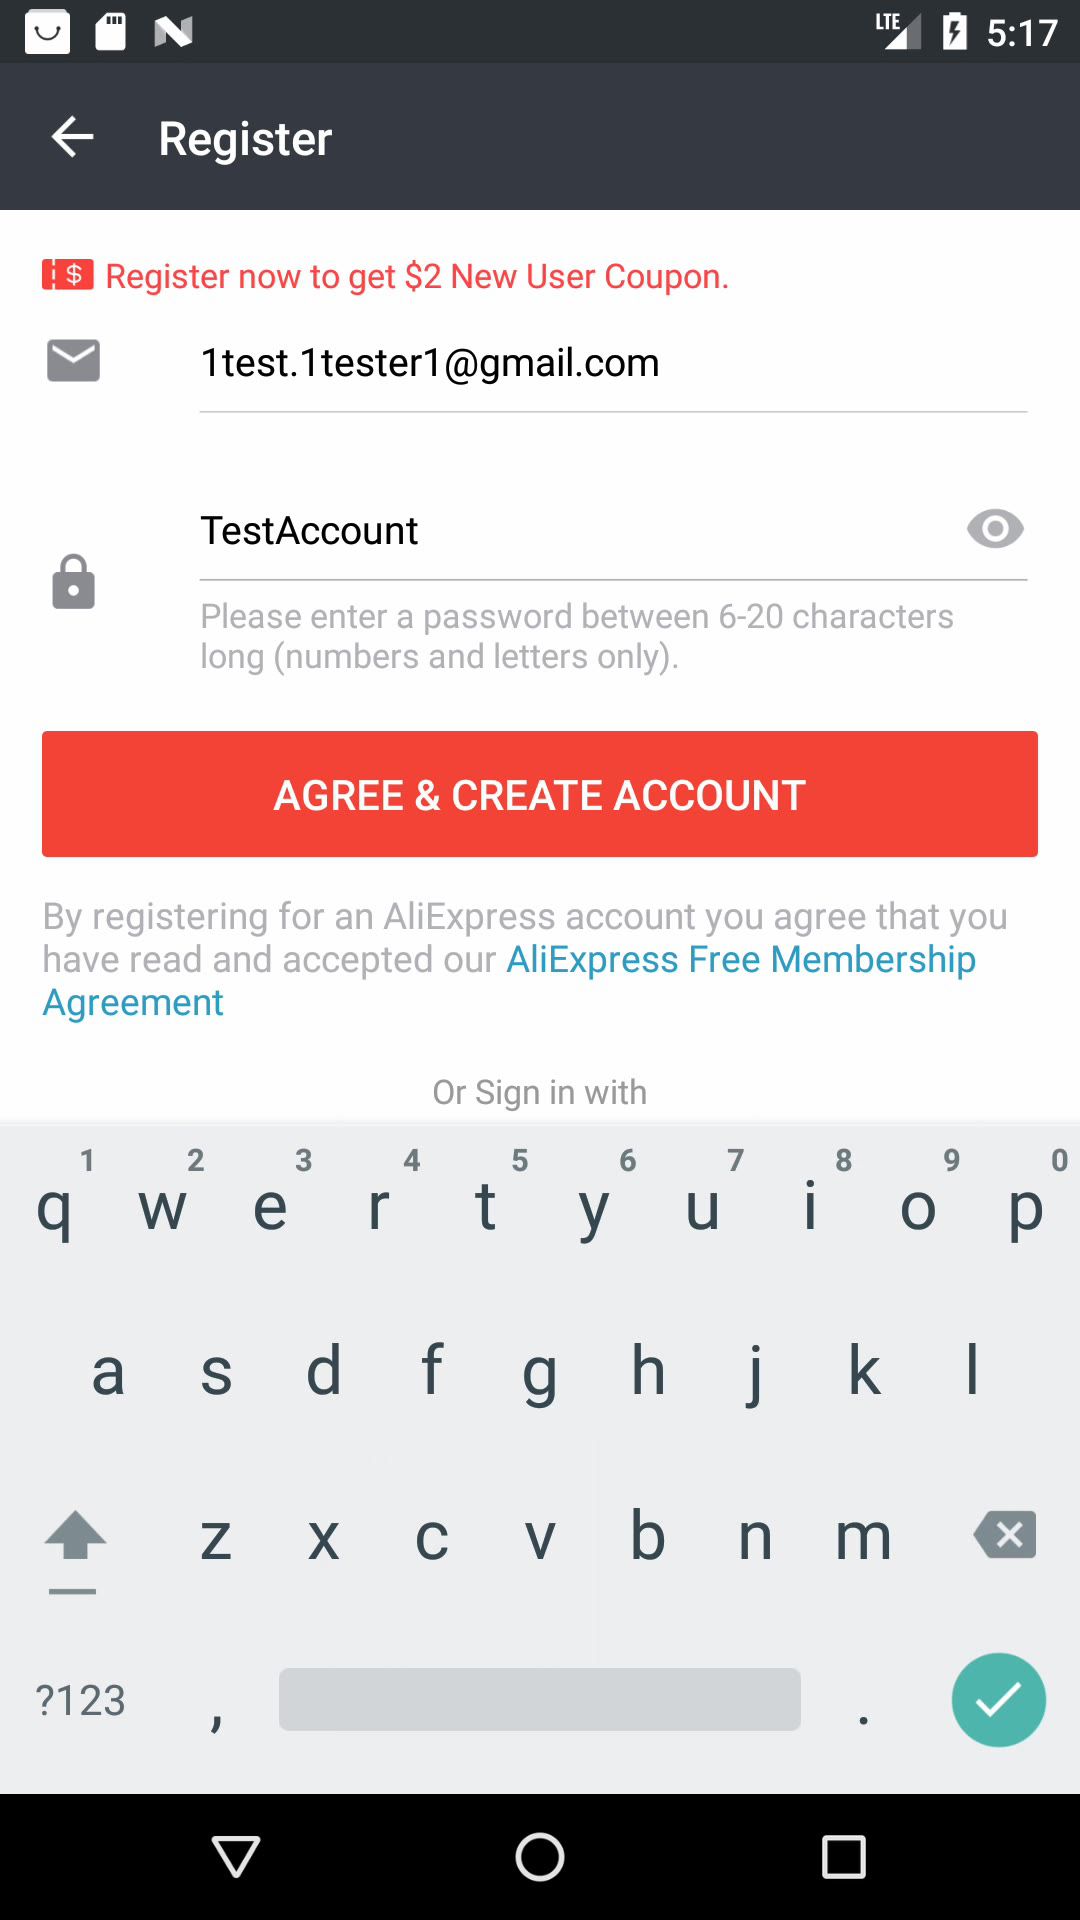 LTE 5:17
Register
Register now to get $2 New User Coupon.
1test.1tester1@gmail.com
TestAccount
Please enter a password between 6-20 characters
long (numbers and letters only).
AGREE & CREATE ACCOUNT
By registering for an AliExpress account you agree that you
have read and accepted our AliExpress Free Membership
Agreement
Or Sign in with
1 2 3 4 5 6 7 8 9 0
q w e r t y u i o p
a s d f g h j k l
z x c v b n m
?123 , .